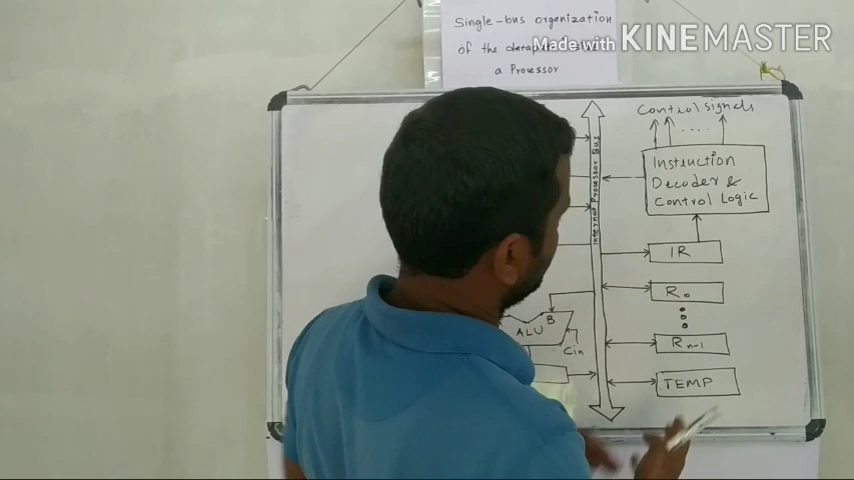 Single-bus organization
of the
a Processor
Made with KINEMASTER
Control signals
....
Internal Processor Bus
Instruction
Decoder &
Control Logic
IR
R0
B
ALU
Cin
Rn-1
TEMP